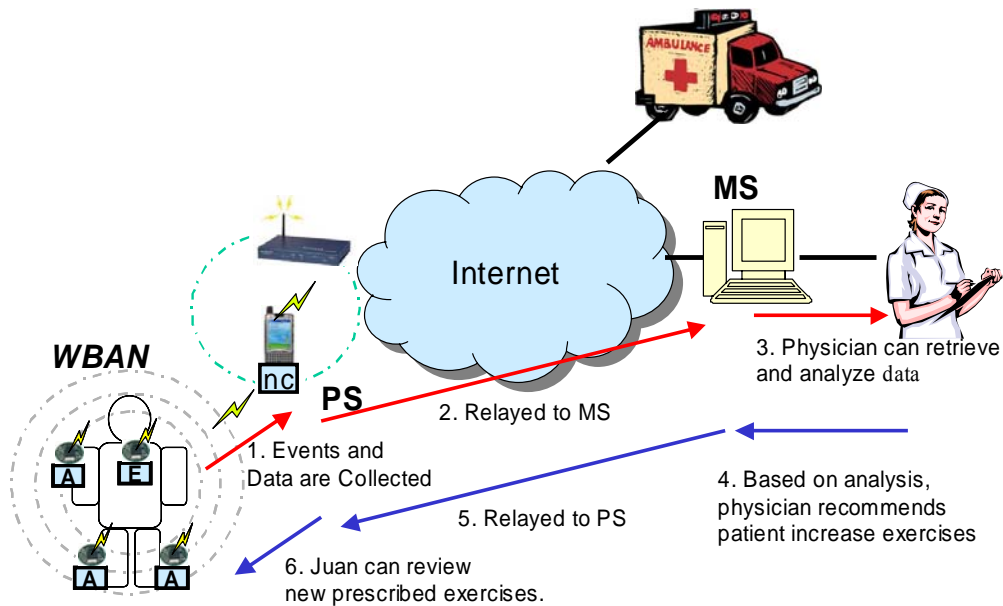 AMBULANCE
MS
Internet
WBAN
nc
PS
3. Physician can retrieve
and analyze data
2. Relayed to MS
1. Events and
Data are Collected
A
E
4. Based on analysis,
physician recommends
patient increase exercises
5. Relayed to PS
A
A
6. Juan can review
new prescribed exercises.